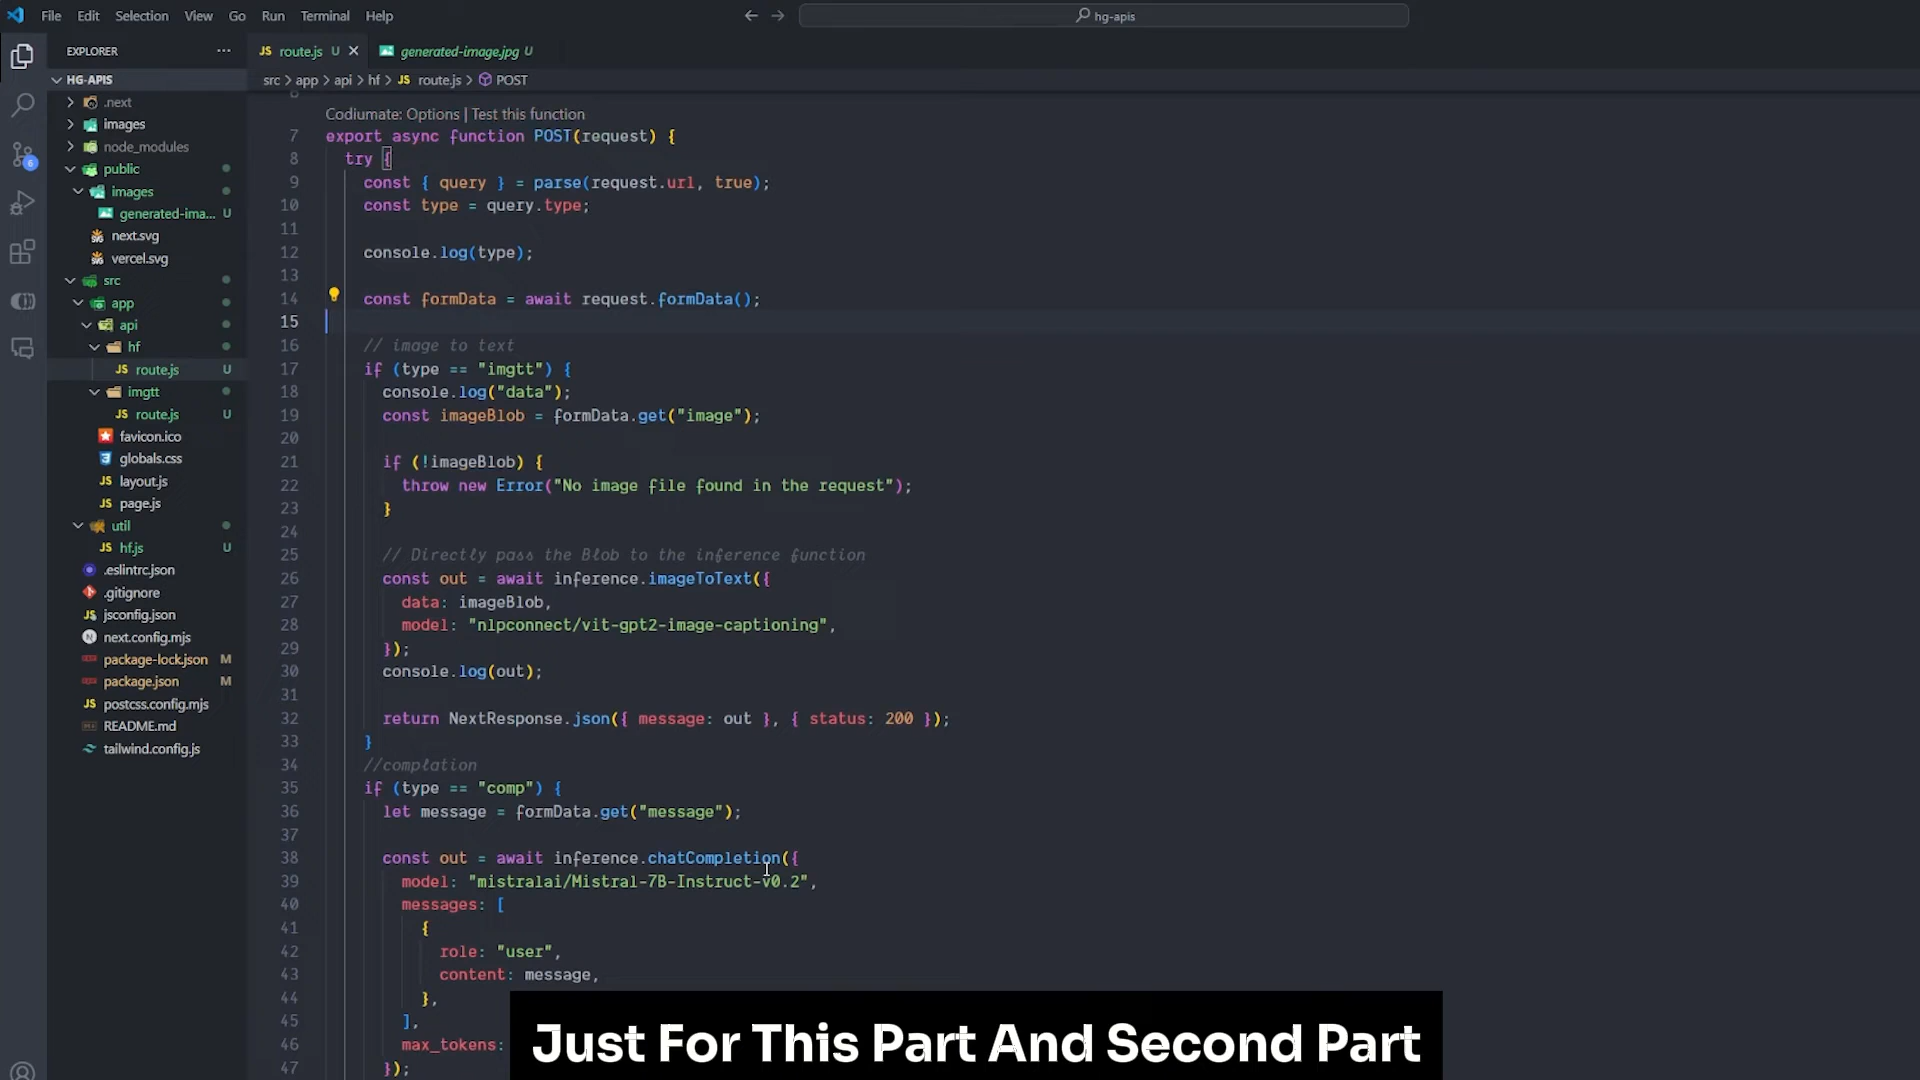 File Edit Selection View Go Run Terminal Help
hg-apis
EXPLORER
HG-APIS
.next
images
node_modules
public
images
generated-ima... U
next.svg
vercel.svg
src
app
api
hf
JS route.js U
imgtt
JS route.js U
favicon.ico
globals.css
JS layout.js
JS page.js
util
JS hf.js U
.eslintrc.json
.gitignore
jsconfig.json
next.config.mjs
package-lock.json M
package.json M
JS postcss.config.mjs
README.md
tailwind.config.js
6
JS route.js U
generated-image.jpg U
src > app > api > hf > JS route.js > POST
Codiumate: Options | Test this function
7 export async function POST(request) {
8 try {
9 const { query } = parse(request.url, true);
10 const type = query.type;
11
12 console.log(type);
13
14 const formData = await request.formData();
15
16 // image to text
17 if (type == "imgtt") {
18 console.log("data");
19 const imageBlob = formData.get("image");
20
21 if (!imageBlob) {
22 throw new Error("No image file found in the request");
23 }
24
25 // Directly pass the Blob to the inference function
26 const out = await inference.imageToText({
27 data: imageBlob,
28 model: "nlpconnect/vit-gpt2-image-captioning",
29 });
30 console.log(out);
31
32 return NextResponse.json({ message: out }, { status: 200 });
33 }
34 //complation
35 if (type == "comp") {
36 let message = formData.get("message");
37
38 const out = await inference.chatCompletion({
39 model: "mistralai/Mistral-7B-Instruct-v0.2",
40 messages: [
41 {
42 role: "user",
43 content: message,
44 },
45 ],
46 max_tokens:
47 });
Just For This Part And Second Part